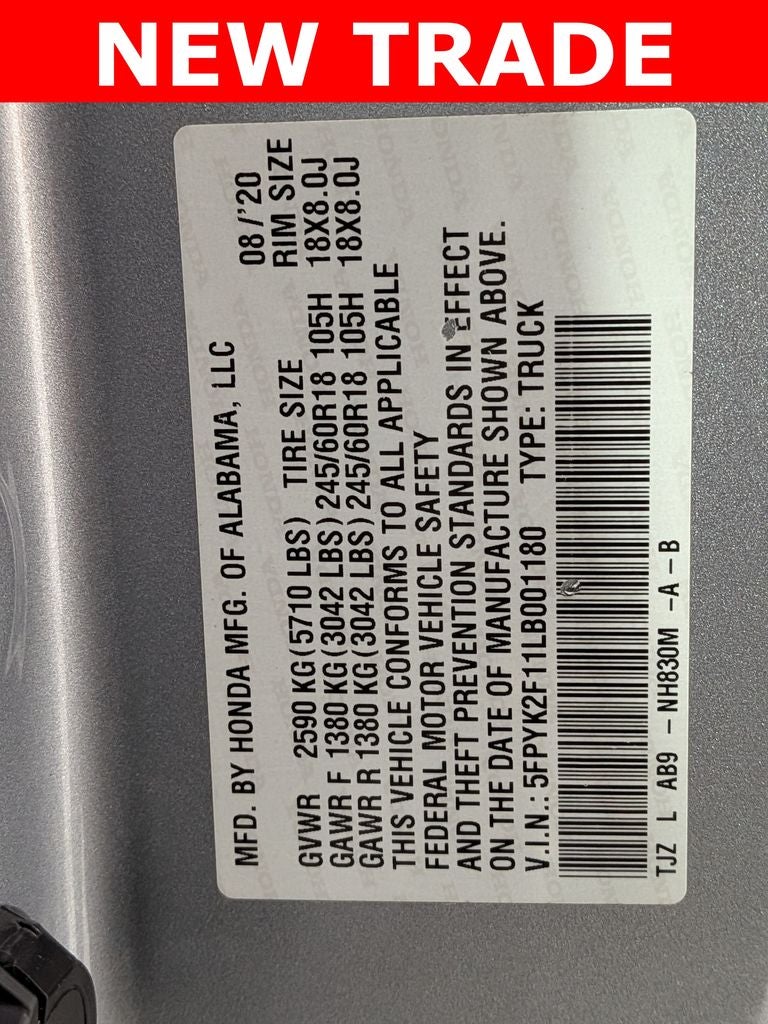 NEW TRADE
MFD. BY HONDA MFG. OF ALABAMA, LLC 08/'20
GVWR 2590 KG (5710 LBS) TIRE SIZE RIM SIZE
GAWR F 1380 KG (3042 LBS) 245/60R18 105H 18X8.0J
GAWR R 1380 KG (3042 LBS) 245/60R18 105H 18X8.0J
THIS VEHICLE CONFORMS TO ALL APPLICABLE
FEDERAL MOTOR VEHICLE SAFETY
AND THEFT PREVENTION STANDARDS IN EFFECT
ON THE DATE OF MANUFACTURE SHOWN ABOVE.
V.I.N.: 5FPYK2F11LB001180 TYPE: TRUCK
TJZ L AB9 - NH830M -A - B